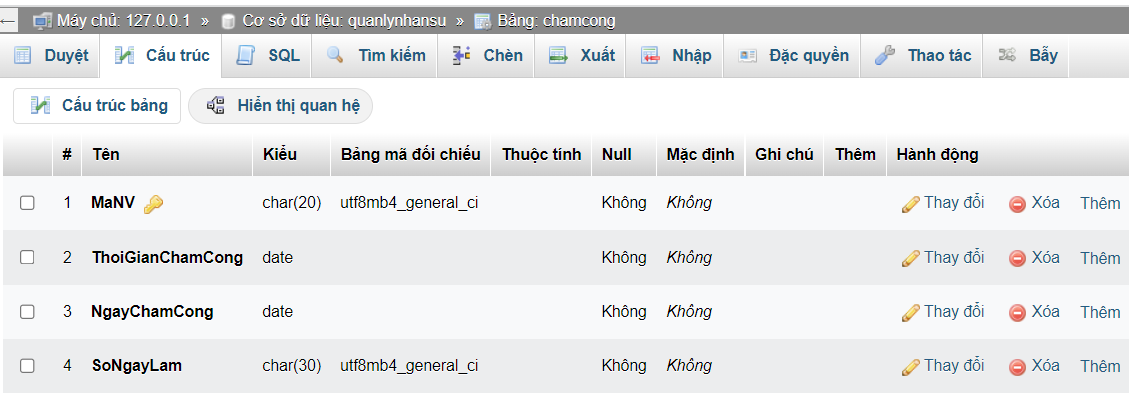 ← Máy chủ: 127.0.0.1 » Cơ sở dữ liệu: quanlynhansu » Bảng: chamcong
Duyệt Cấu trúc SQL Tìm kiếm Chèn Xuất Nhập Đặc quyền Thao tác Bẫy
Cấu trúc bảng Hiển thị quan hệ
# Tên Kiểu Bảng mã đối chiếu Thuộc tính Null Mặc định Ghi chú Thêm Hành động
1 MaNV char(20) utf8mb4_general_ci Không Không Thay đổi Xóa Thêm
2 ThoiGianChamCong date Không Không Thay đổi Xóa Thêm
3 NgayChamCong date Không Không Thay đổi Xóa Thêm
4 SoNgayLam char(30) utf8mb4_general_ci Không Không Thay đổi Xóa Thêm